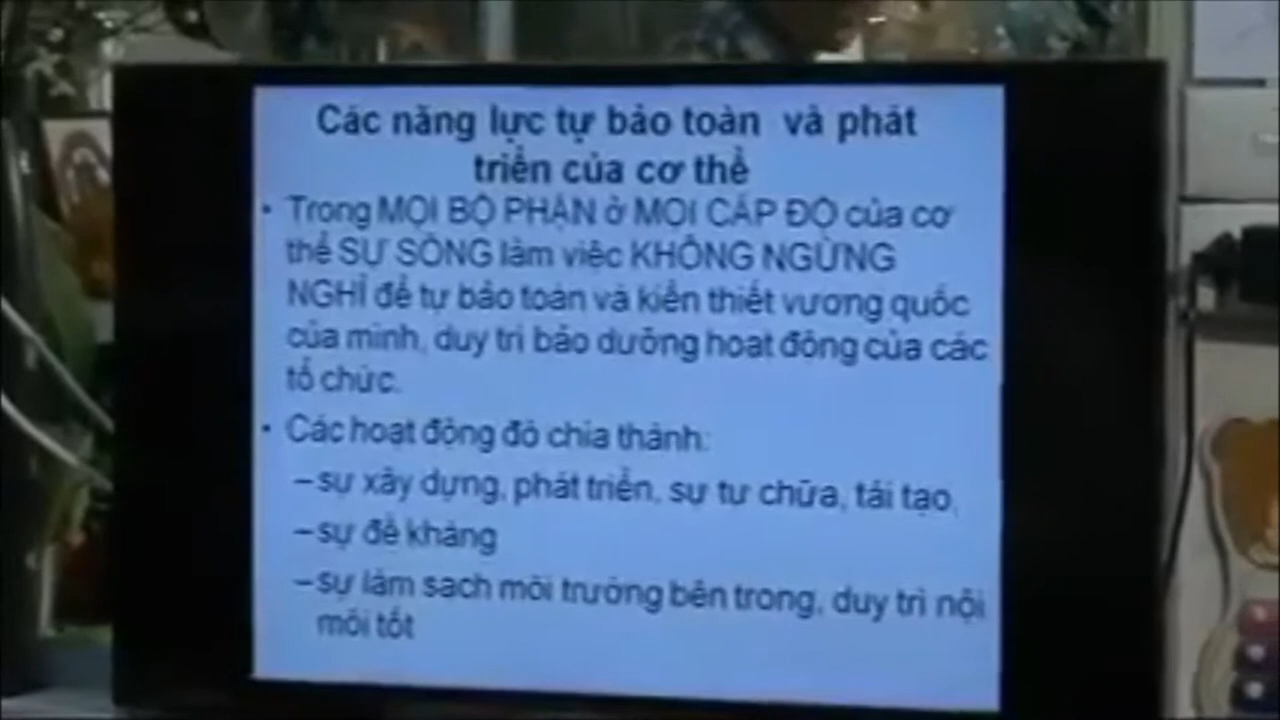 Các năng lực tự bảo toàn và phát
triển của cơ thể
• Trong MỌI BỘ PHẬN ở MỌI CẤP ĐỘ của cơ
thể SỰ SỐNG làm việc KHÔNG NGỪNG
NGHỈ để tự bảo toàn và kiến thiết vương quốc
của mình, duy trì bảo dưỡng hoạt động của các
tổ chức.
• Các hoạt động đó chia thành:
– sự xây dựng, phát triển, sự tự chữa, tái tạo,
– sự đề kháng
– sự làm sạch môi trường bên trong, duy trì nội
môi tốt